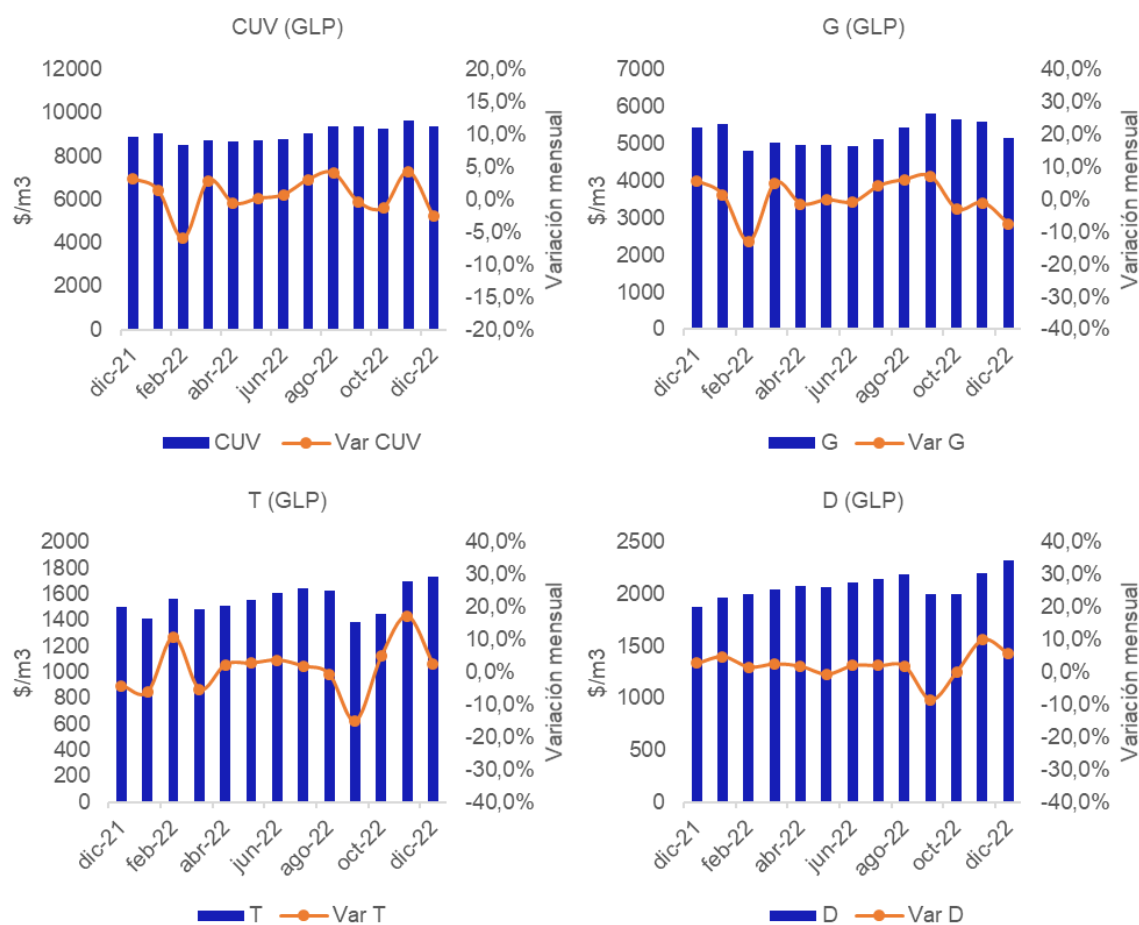 CUV (GLP)
12000
10000
8000
6000
4000
2000
0
$/m3
20,0%
15,0%
10,0%
5,0%
0,0%
-5,0%
-10,0%
-15,0%
-20,0%
Variación mensual
dic-21
feb-22
abr-22
jun-22
ago-22
oct-22
dic-22
CUV
Var CUV
G (GLP)
7000
6000
5000
4000
3000
2000
1000
0
$/m3
40,0%
30,0%
20,0%
10,0%
0,0%
-10,0%
-20,0%
-30,0%
-40,0%
Variación mensual
dic-21
feb-22
abr-22
jun-22
ago-22
oct-22
dic-22
G
Var G
T (GLP)
2000
1800
1600
1400
1200
1000
800
600
400
200
0
$/m3
40,0%
30,0%
20,0%
10,0%
0,0%
-10,0%
-20,0%
-30,0%
-40,0%
Variación mensual
dic-21
feb-22
abr-22
jun-22
ago-22
oct-22
dic-22
T
Var T
D (GLP)
2500
2000
1500
1000
500
0
$/m3
40,0%
30,0%
20,0%
10,0%
0,0%
-10,0%
-20,0%
-30,0%
-40,0%
Variación mensual
dic-21
feb-22
abr-22
jun-22
ago-22
oct-22
dic-22
D
Var D